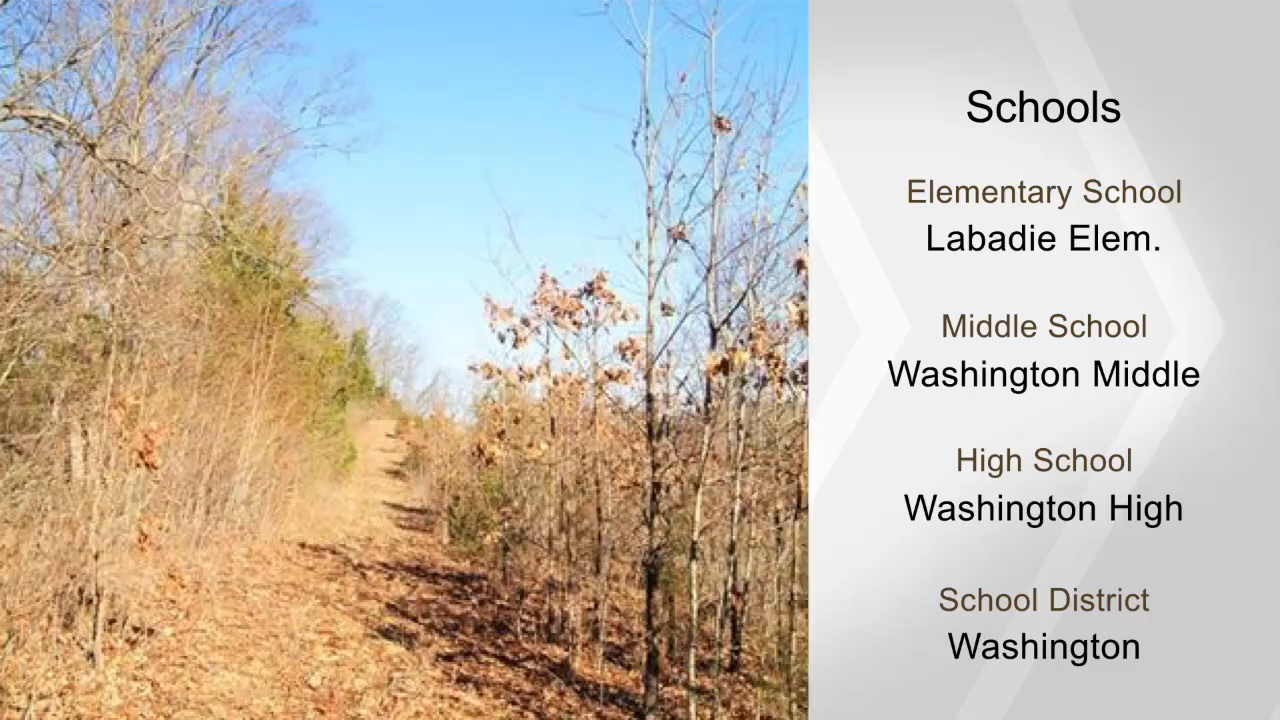 Schools
Elementary School
Labadie Elem.
Middle School
Washington Middle
High School
Washington High
School District
Washington